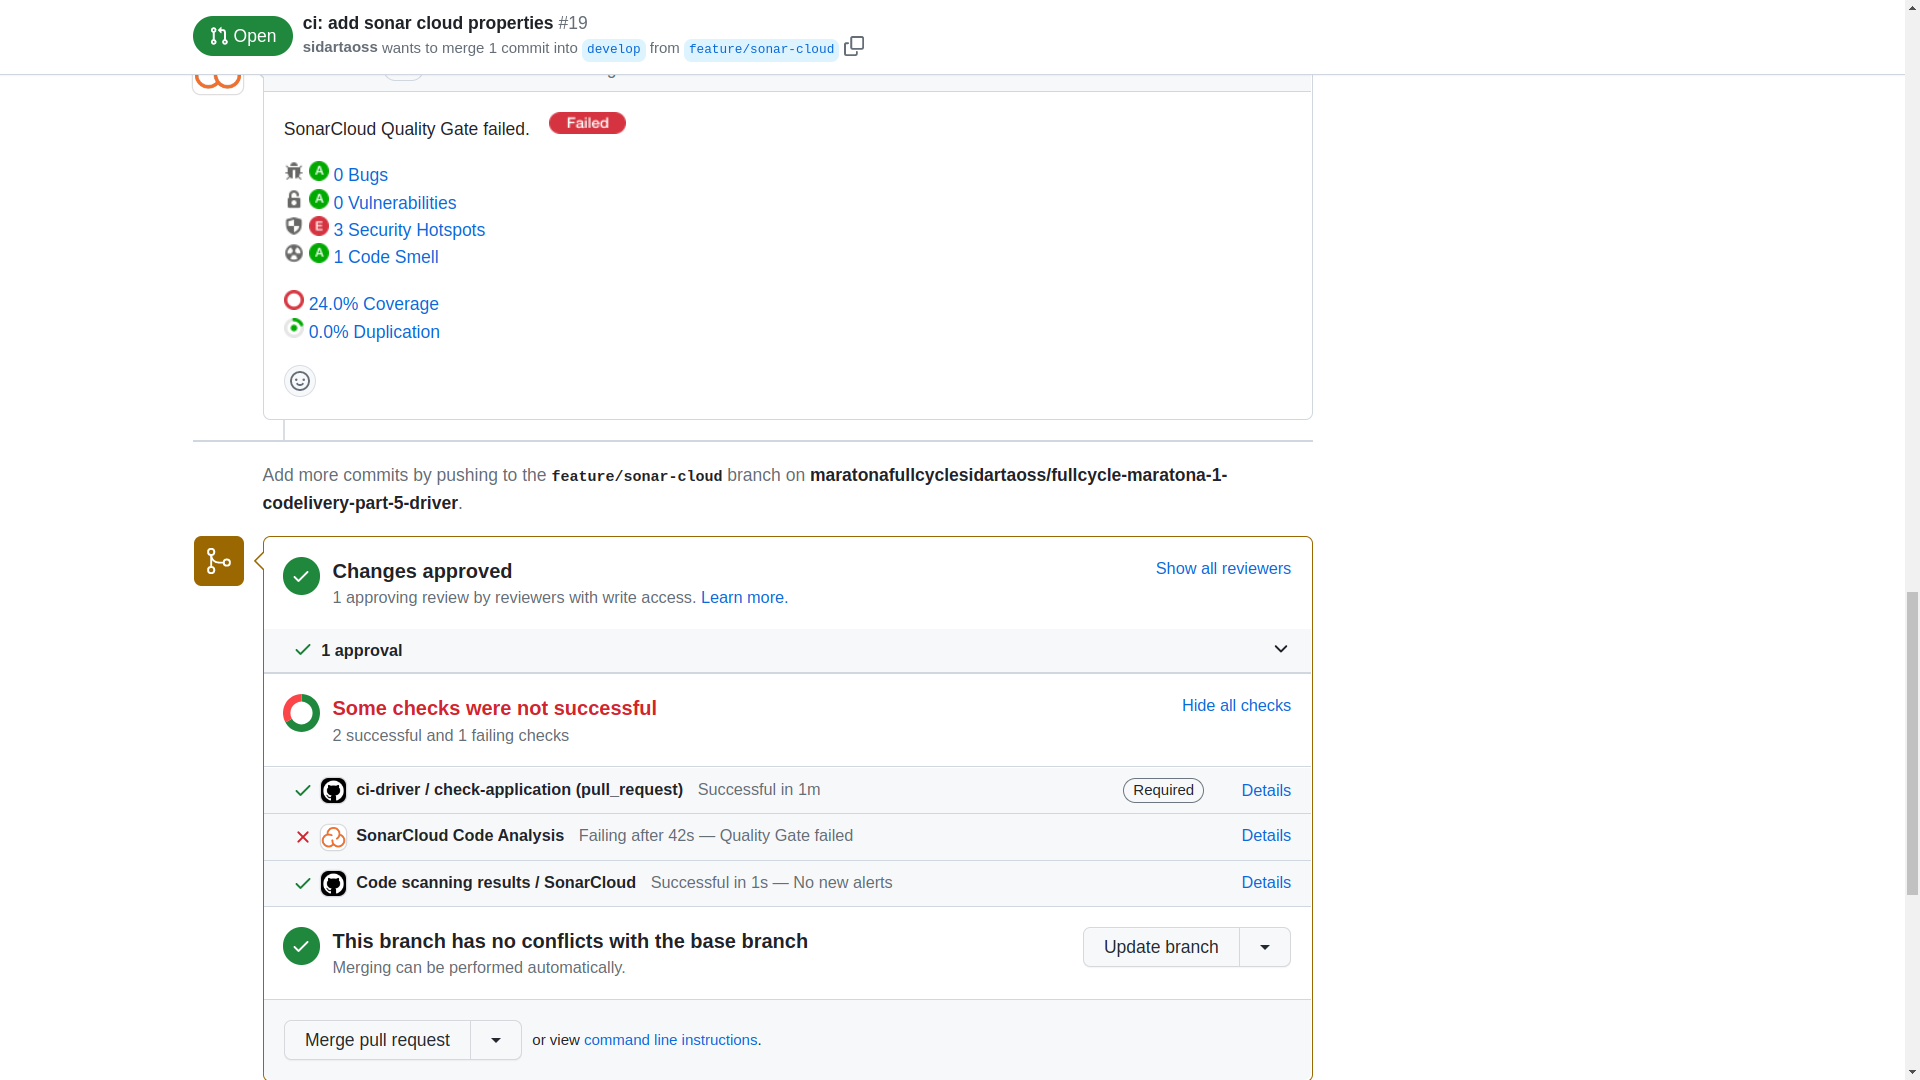 Open
ci: add sonar cloud properties #19
sidartaoss wants to merge 1 commit into develop from feature/sonar-cloud
SonarCloud Quality Gate failed. Failed
A 0 Bugs
A 0 Vulnerabilities
E 3 Security Hotspots
A 1 Code Smell
24.0% Coverage
0.0% Duplication
Add more commits by pushing to the feature/sonar-cloud branch on maratonafullcyclesidartaoss/fullcycle-maratona-1-
codelivery-part-5-driver.
Changes approved
Show all reviewers
1 approving review by reviewers with write access. Learn more.
1 approval
Some checks were not successful
Hide all checks
2 successful and 1 failing checks
ci-driver / check-application (pull_request) Successful in 1m Required Details
SonarCloud Code Analysis Failing after 42s — Quality Gate failed Details
Code scanning results / SonarCloud Successful in 1s — No new alerts Details
This branch has no conflicts with the base branch
Update branch
Merging can be performed automatically.
Merge pull request or view command line instructions.